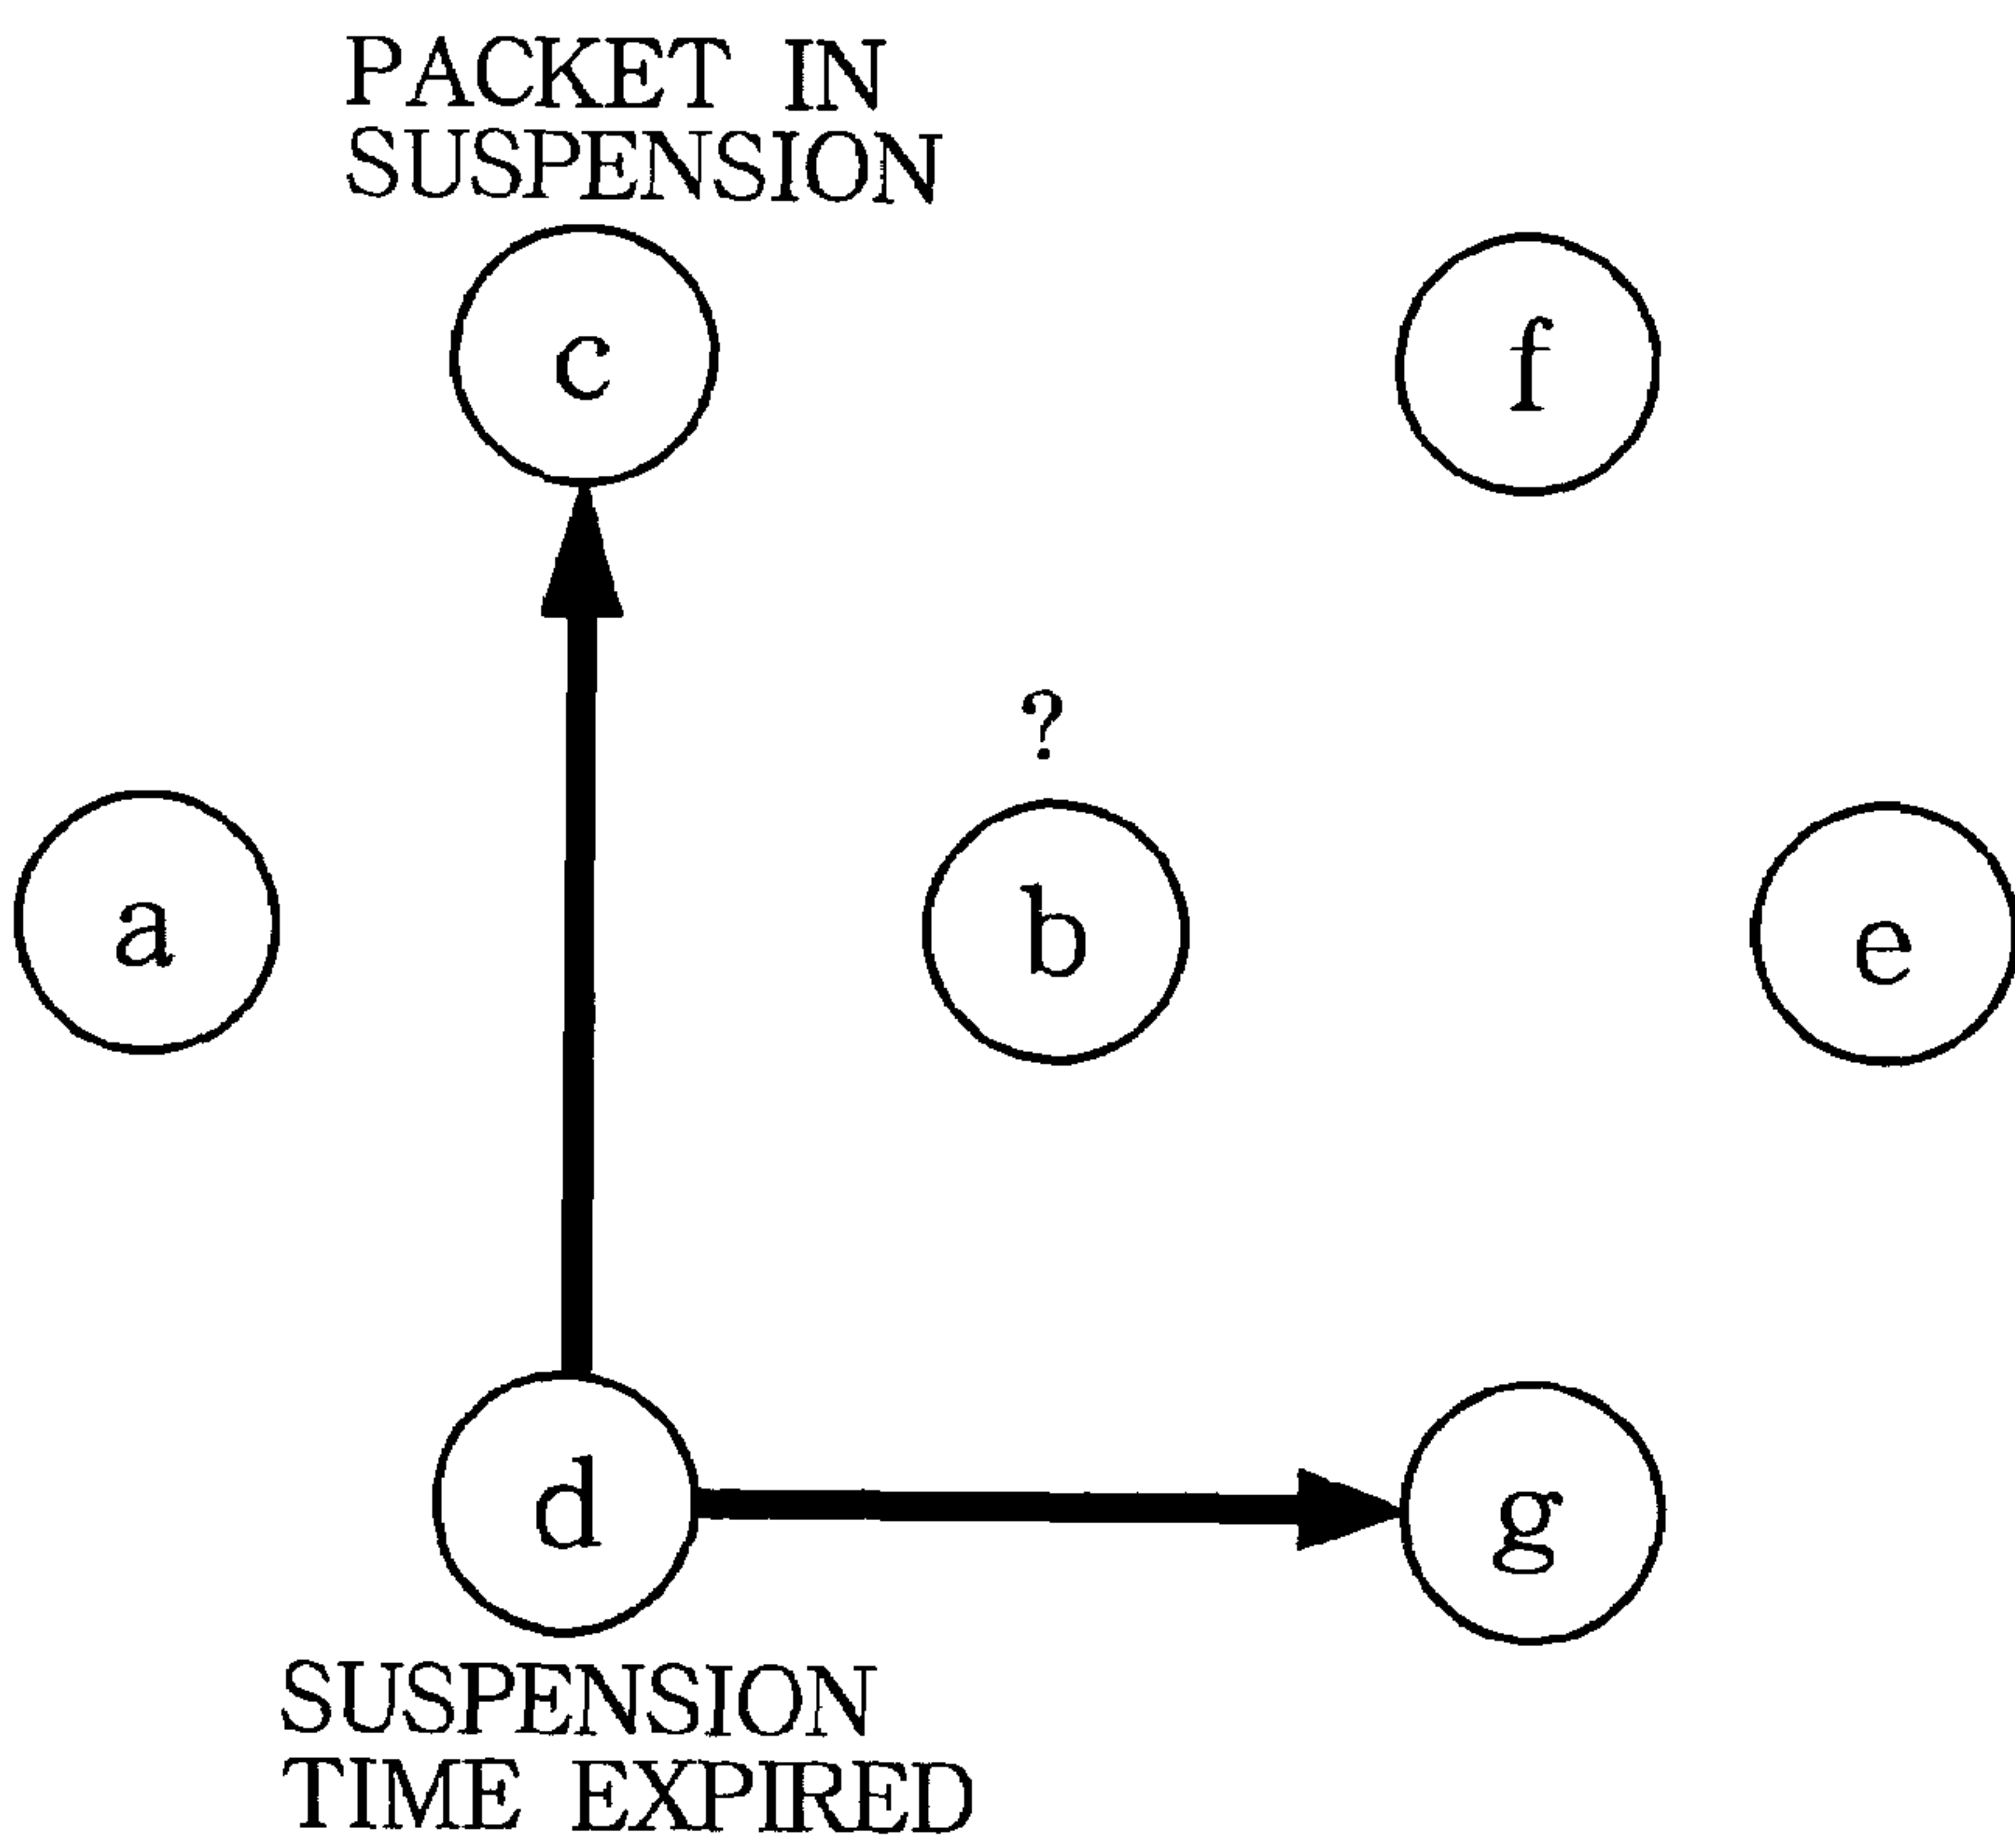 PACKET IN
SUSPENSION
c
f
?
a
b
e
d
g
SUSPENSION
TIME EXPIRED